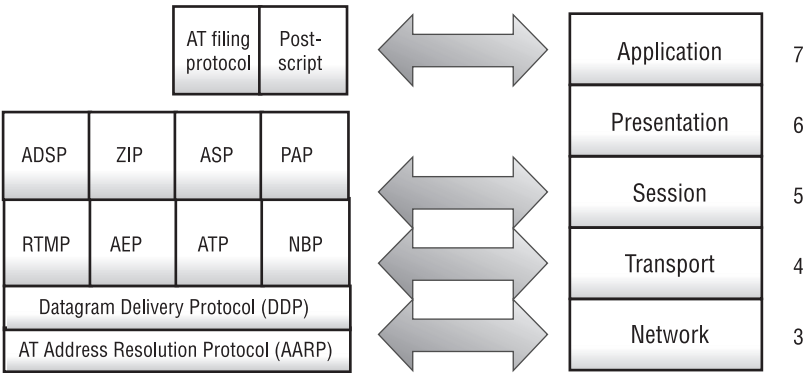 AT filing protocol
Post-script
ADSP
ZIP
ASP
PAP
RTMP
AEP
ATP
NBP
Datagram Delivery Protocol (DDP)
AT Address Resolution Protocol (AARP)
Application 7
Presentation 6
Session 5
Transport 4
Network 3